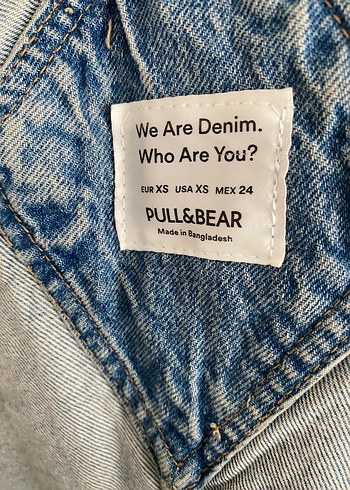 We Are Denim.
Who Are You?
EUR XS USA XS MEX 24
PULL&BEAR
Made in Bangladesh